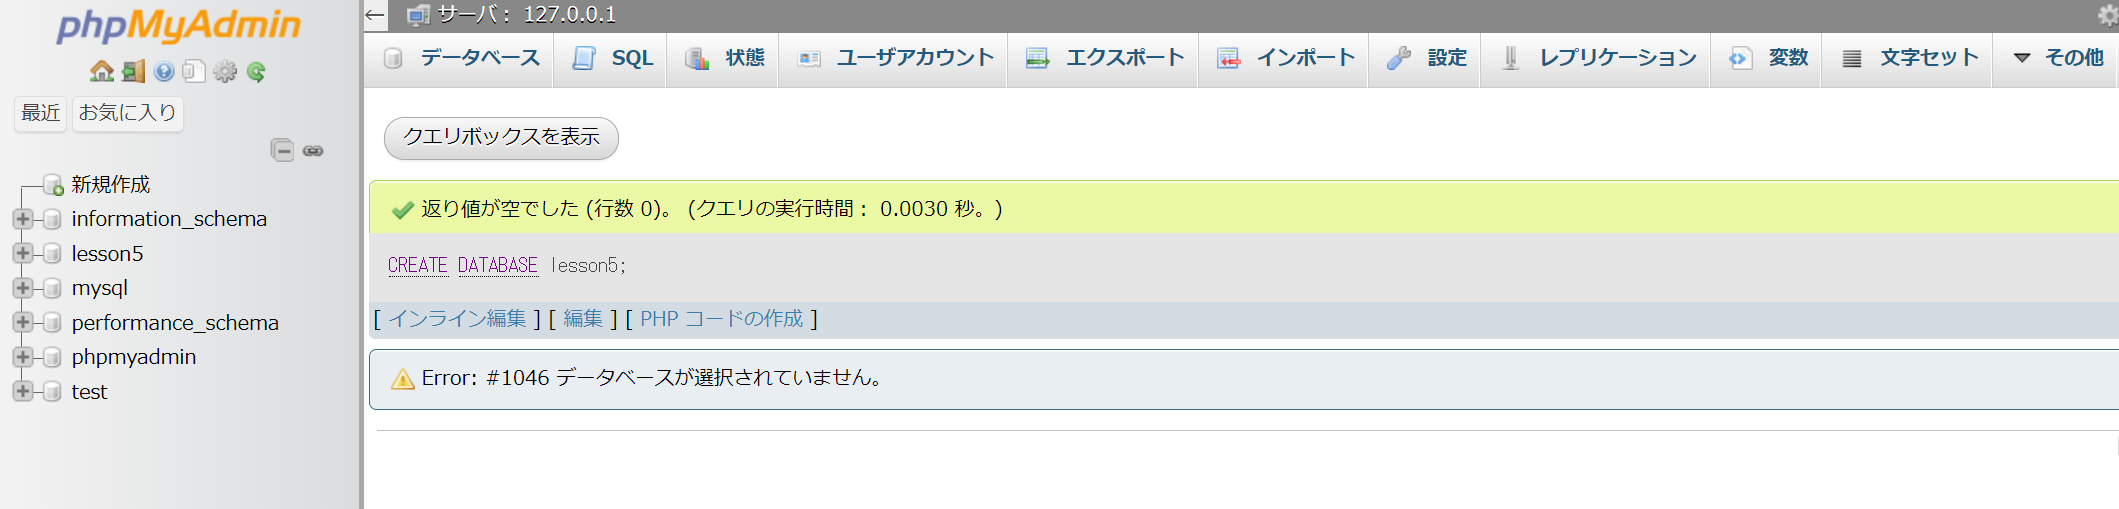 phpMyAdmin
最近 お気に入り
新規作成
information_schema
lesson5
mysql
performance_schema
phpmyadmin
test
← サーバ： 127.0.0.1
データベース SQL 状態 ユーザアカウント エクスポート インポート 設定 レプリケーション 変数 文字セット その他
クエリボックスを表示
返り値が空でした (行数 0)。 (クエリの実行時間： 0.0030 秒。)
CREATE DATABASE lesson5;
[ インライン編集 ] [ 編集 ] [ PHP コードの作成 ]
Error: #1046 データベースが選択されていません。